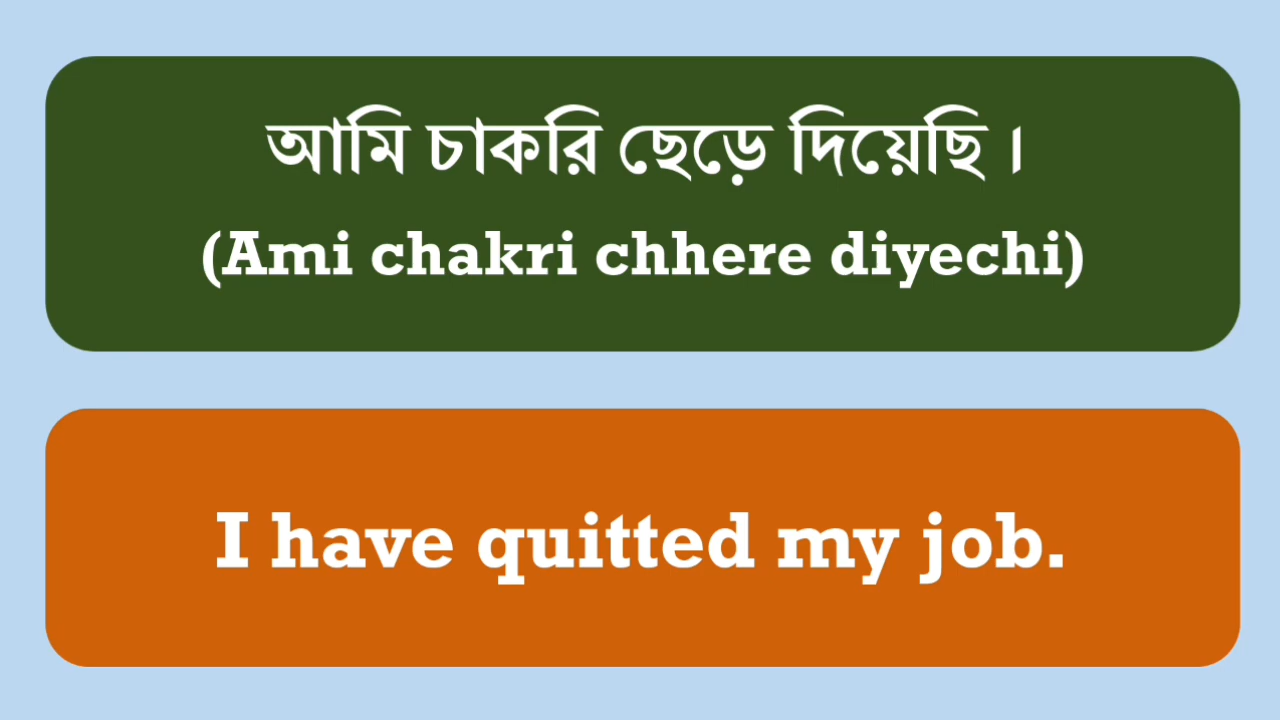 আমি চাকরি ছেড়ে দিয়েছি ।
(Ami chakri chhere diyechi)
I have quitted my job.